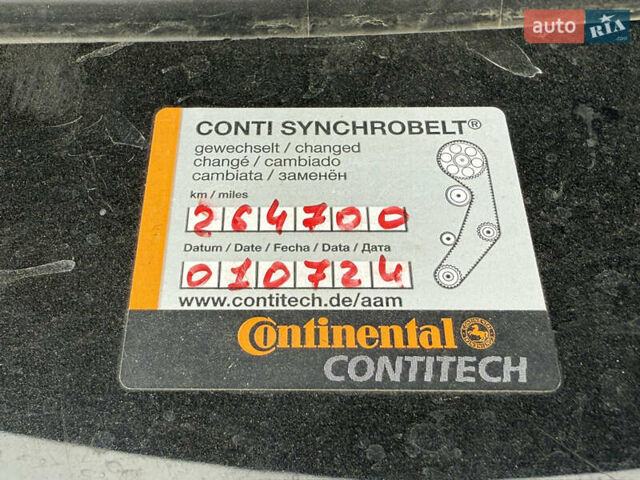 auto RIA.com
CONTI SYNCHROBELT®
gewechselt / changed
changé / cambiado
cambiata / заменён
km / miles
264700
Datum / Date / Fecha / Data / Дата
010724
www.contitech.de/aam
Continental
CONTITECH